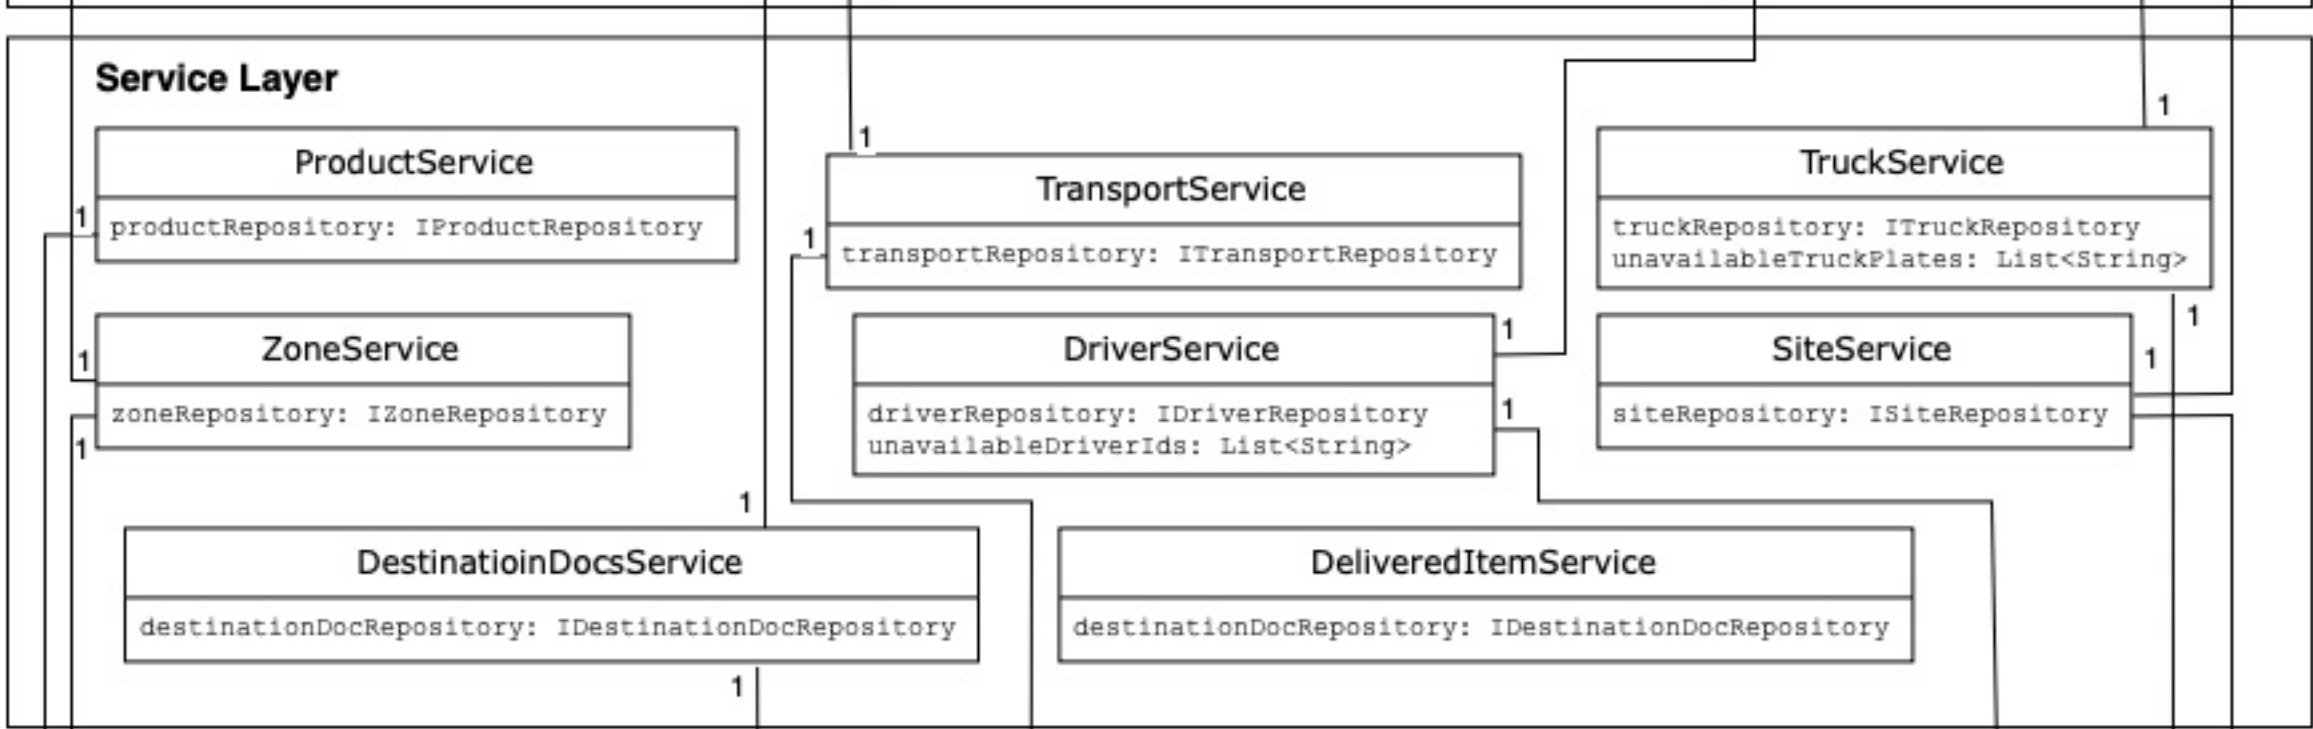 Service Layer
1
ProductService
1
productRepository: IProductRepository
1
TransportService
1
transportRepository: ITransportRepository
1
TruckService
truckRepository: ITruckRepository
unavailableTruckPlates: List<String>
1
1
ZoneService
zoneRepository: IZoneRepository
1
DriverService
1
driverRepository: IDriverRepository
1
unavailableDriverIds: List<String>
SiteService
1
siteRepository: ISiteRepository
1
DestinatioinDocsService
destinationDocRepository: IDestinationDocRepository
1
DeliveredItemService
destinationDocRepository: IDestinationDocRepository